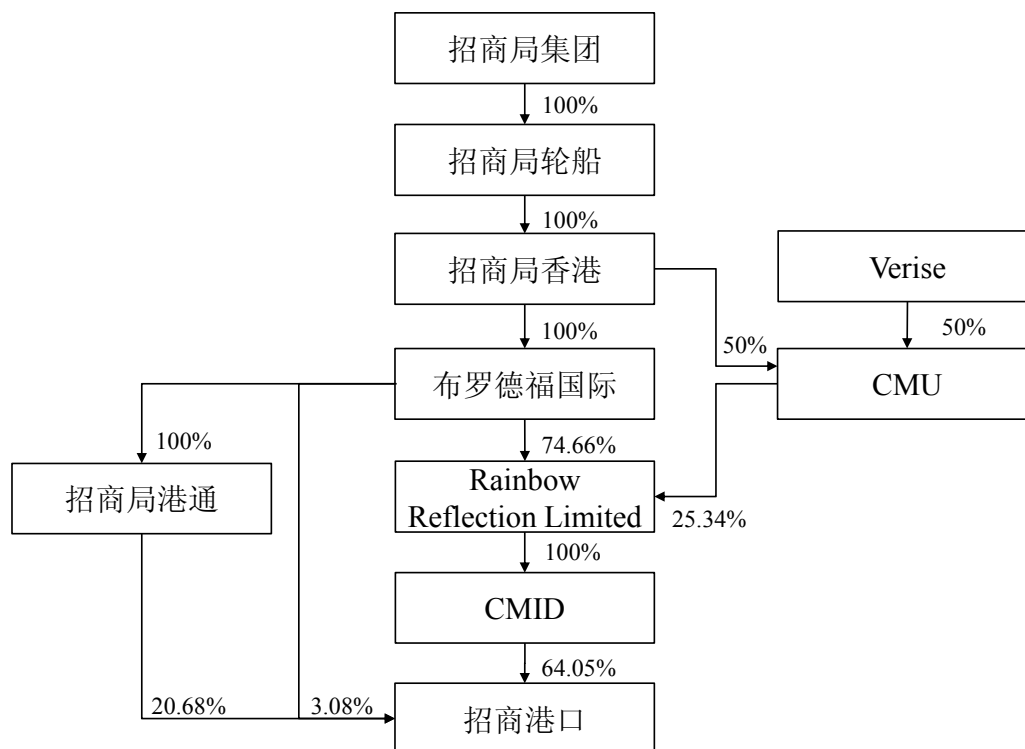 招商局集团
100%
招商局轮船
100%
招商局香港
Verise
100%
50%
50%
布罗德福国际
CMU
100%
74.66%
招商局港通
Rainbow
Reflection Limited
25.34%
100%
CMID
64.05%
20.68%
3.08%
招商港口